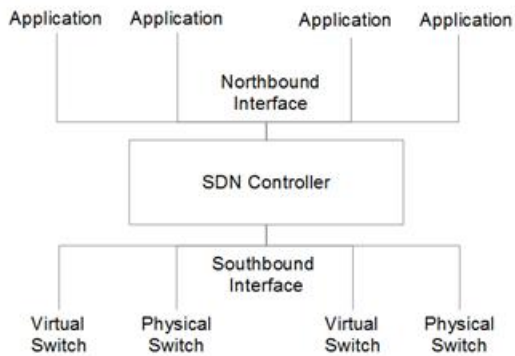 Application Application Application Application
Northbound
Interface
SDN Controller
Southbound
Interface
Virtual Physical Virtual Physical
Switch Switch Switch Switch